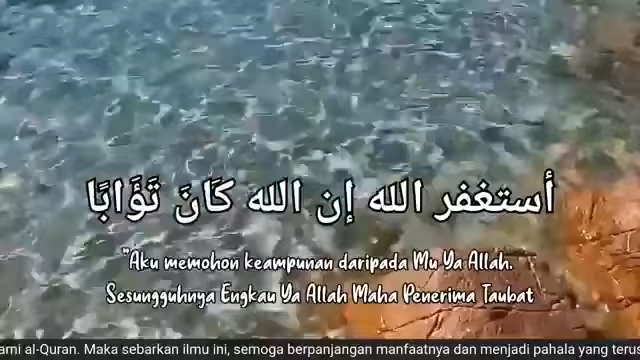 أستغفر الله إن الله كَانَ تَوَّابًا
"Aku memohon keampunan daripada Mu Ya Allah.
Sesungguhnya Engkau Ya Allah Maha Penerima Taubat
ami al-Quran. Maka sebarkan ilmu ini, semoga berpanjangan manfaatnya dan menjadi pahala yang terus